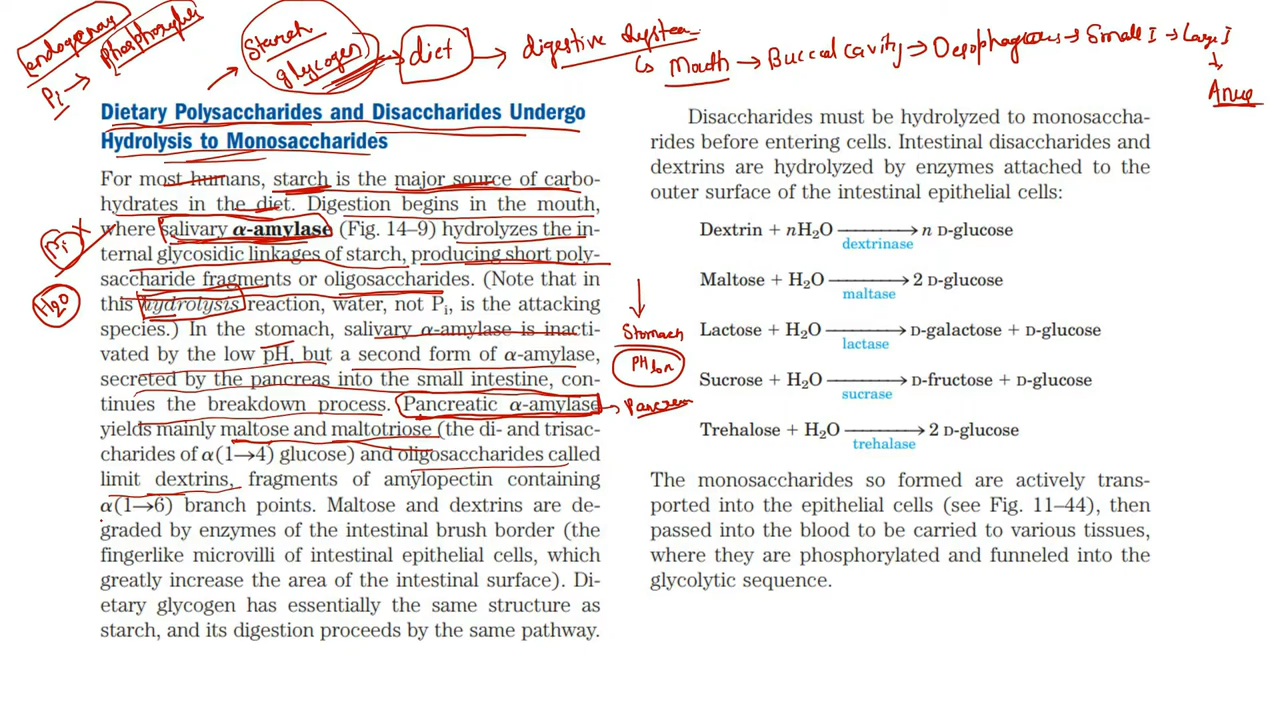 endogenous
Pi → phosphorylase
Starch
glycogen → diet → digestive system
↳ Mouth → Buccal cavity → Oesophagous → Small I → Large I
↓
Anus
Dietary Polysaccharides and Disaccharides Undergo
Hydrolysis to Monosaccharides
For most humans, starch is the major source of carbo-
hydrates in the diet. Digestion begins in the mouth,
where salivary α-amylase (Fig. 14–9) hydrolyzes the in-
ternal glycosidic linkages of starch, producing short poly-
saccharide fragments or oligosaccharides. (Note that in
this hydrolysis reaction, water, not Pi, is the attacking
species.) In the stomach, salivary α-amylase is inacti-
vated by the low pH, but a second form of α-amylase,
secreted by the pancreas into the small intestine, con-
tinues the breakdown process. Pancreatic α-amylase
yields mainly maltose and maltotriose (the di- and trisac-
charides of α(1→4) glucose) and oligosaccharides called
limit dextrins, fragments of amylopectin containing
α(1→6) branch points. Maltose and dextrins are de-
graded by enzymes of the intestinal brush border (the
fingerlike microvilli of intestinal epithelial cells, which
greatly increase the area of the intestinal surface). Di-
etary glycogen has essentially the same structure as
starch, and its digestion proceeds by the same pathway.
Pi X
H2O
↓
Stomach
PH low
→ Pancreas
Disaccharides must be hydrolyzed to monosaccha-
rides before entering cells. Intestinal disaccharides and
dextrins are hydrolyzed by enzymes attached to the
outer surface of the intestinal epithelial cells:
Dextrin + nH2O → n D-glucose
dextrinase
Maltose + H2O → 2 D-glucose
maltase
Lactose + H2O → D-galactose + D-glucose
lactase
Sucrose + H2O → D-fructose + D-glucose
sucrase
Trehalose + H2O → 2 D-glucose
trehalase
The monosaccharides so formed are actively trans-
ported into the epithelial cells (see Fig. 11–44), then
passed into the blood to be carried to various tissues,
where they are phosphorylated and funneled into the
glycolytic sequence.